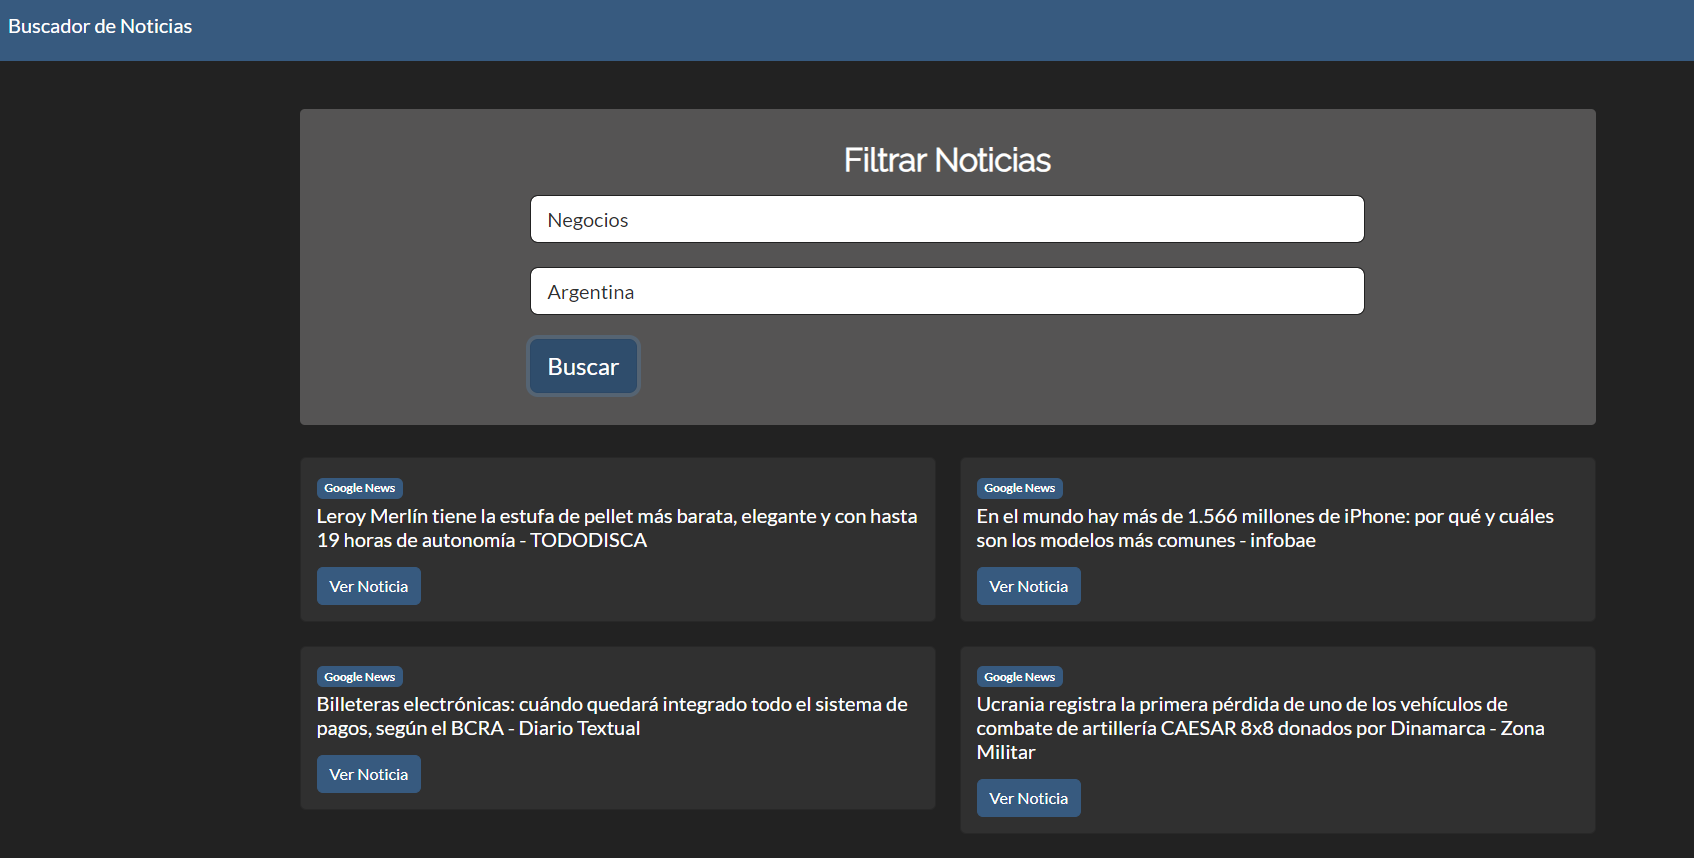 Buscador de Noticias
Filtrar Noticias
Negocios
Argentina
Buscar
Google News
Leroy Merlín tiene la estufa de pellet más barata, elegante y con hasta
19 horas de autonomía - TODODISCA
Ver Noticia
Google News
En el mundo hay más de 1.566 millones de iPhone: por qué y cuáles
son los modelos más comunes - infobae
Ver Noticia
Google News
Billeteras electrónicas: cuándo quedará integrado todo el sistema de
pagos, según el BCRA - Diario Textual
Ver Noticia
Google News
Ucrania registra la primera pérdida de uno de los vehículos de
combate de artillería CAESAR 8x8 donados por Dinamarca - Zona
Militar
Ver Noticia